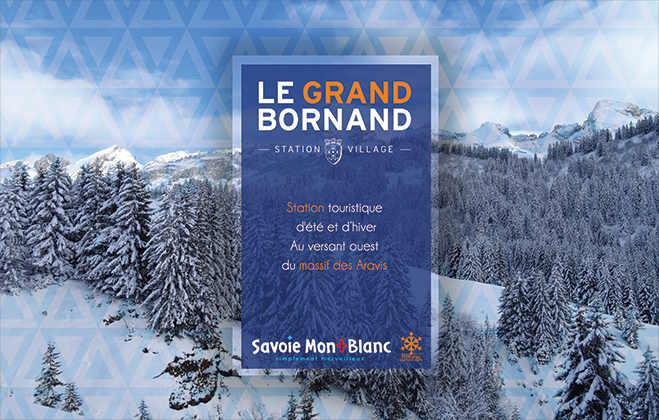 LE GRAND
BORNAND
STATION VILLAGE
Station touristique
d'été et d'hiver
Au versant ouest
du massif des Aravis
Savoie Mont Blanc
simplement merveilleux